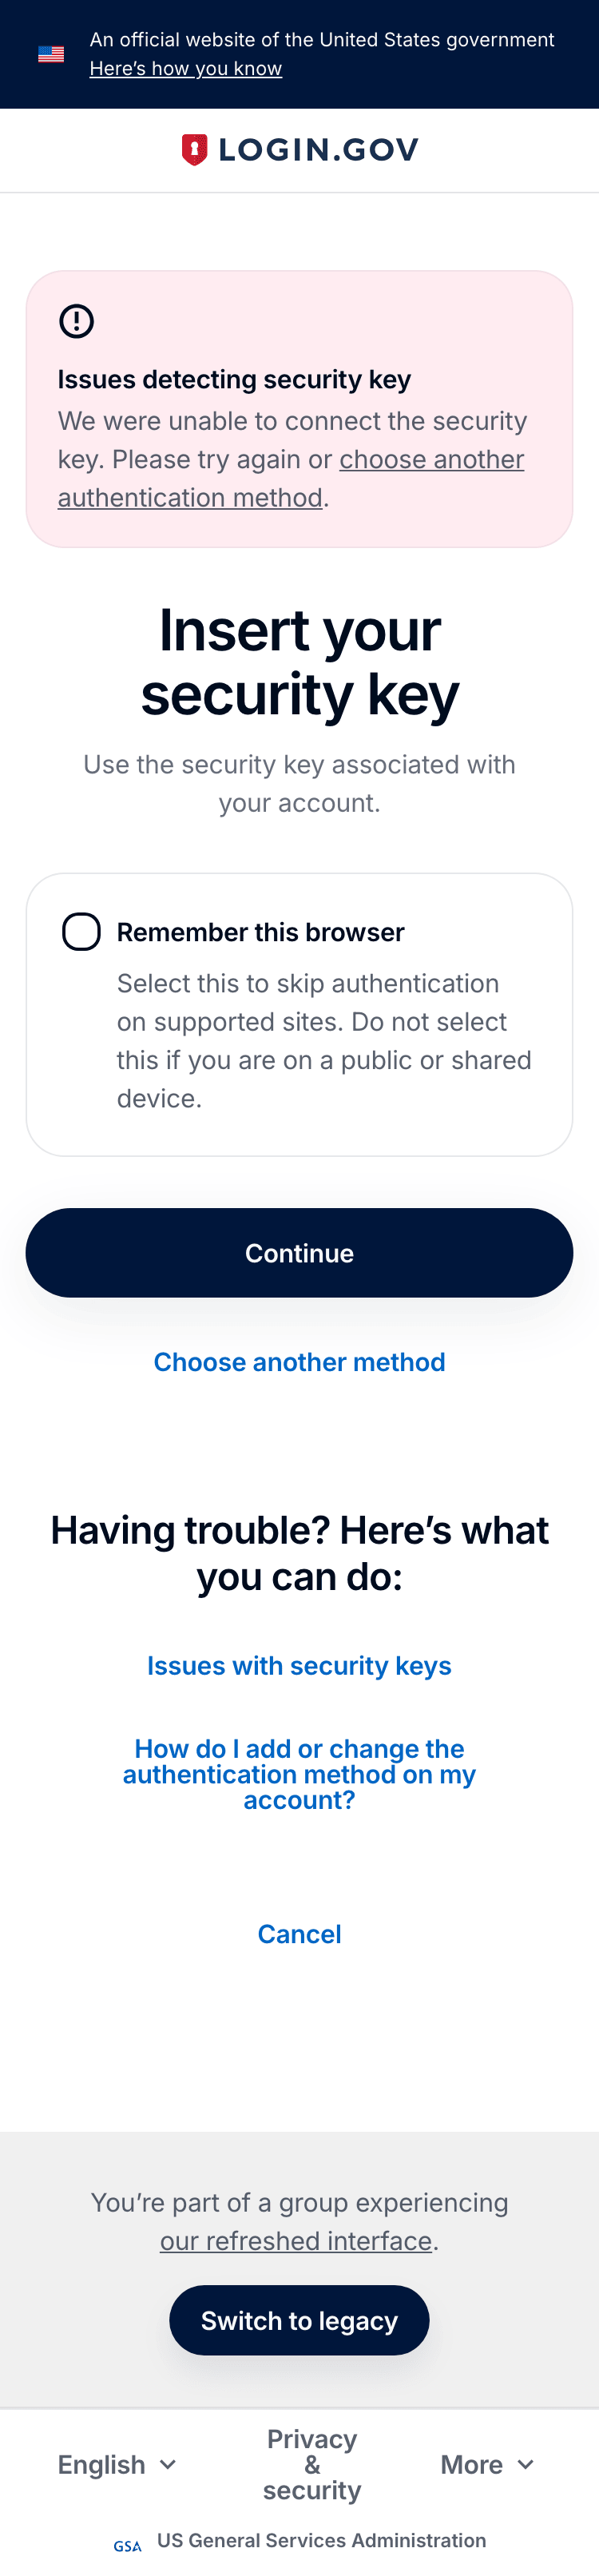 An official website of the United States government
Here’s how you know
LOGIN.GOV
Issues detecting security key
We were unable to connect the security
key. Please try again or choose another
authentication method.
Insert your
security key
Use the security key associated with
your account.
Remember this browser
Select this to skip authentication
on supported sites. Do not select
this if you are on a public or shared
device.
Continue
Choose another method
Having trouble? Here’s what
you can do:
Issues with security keys
How do I add or change the
authentication method on my
account?
Cancel
You’re part of a group experiencing
our refreshed interface.
Switch to legacy
English
Privacy
&
security
More
GSA US General Services Administration